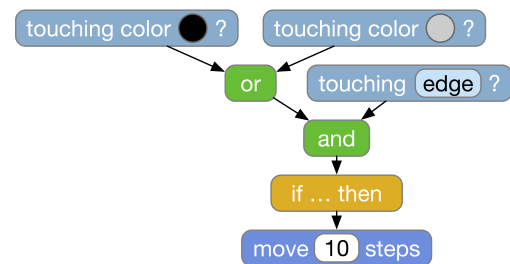 touching color ?
touching color ?
or
touching edge ?
and
if ... then
move 10 steps